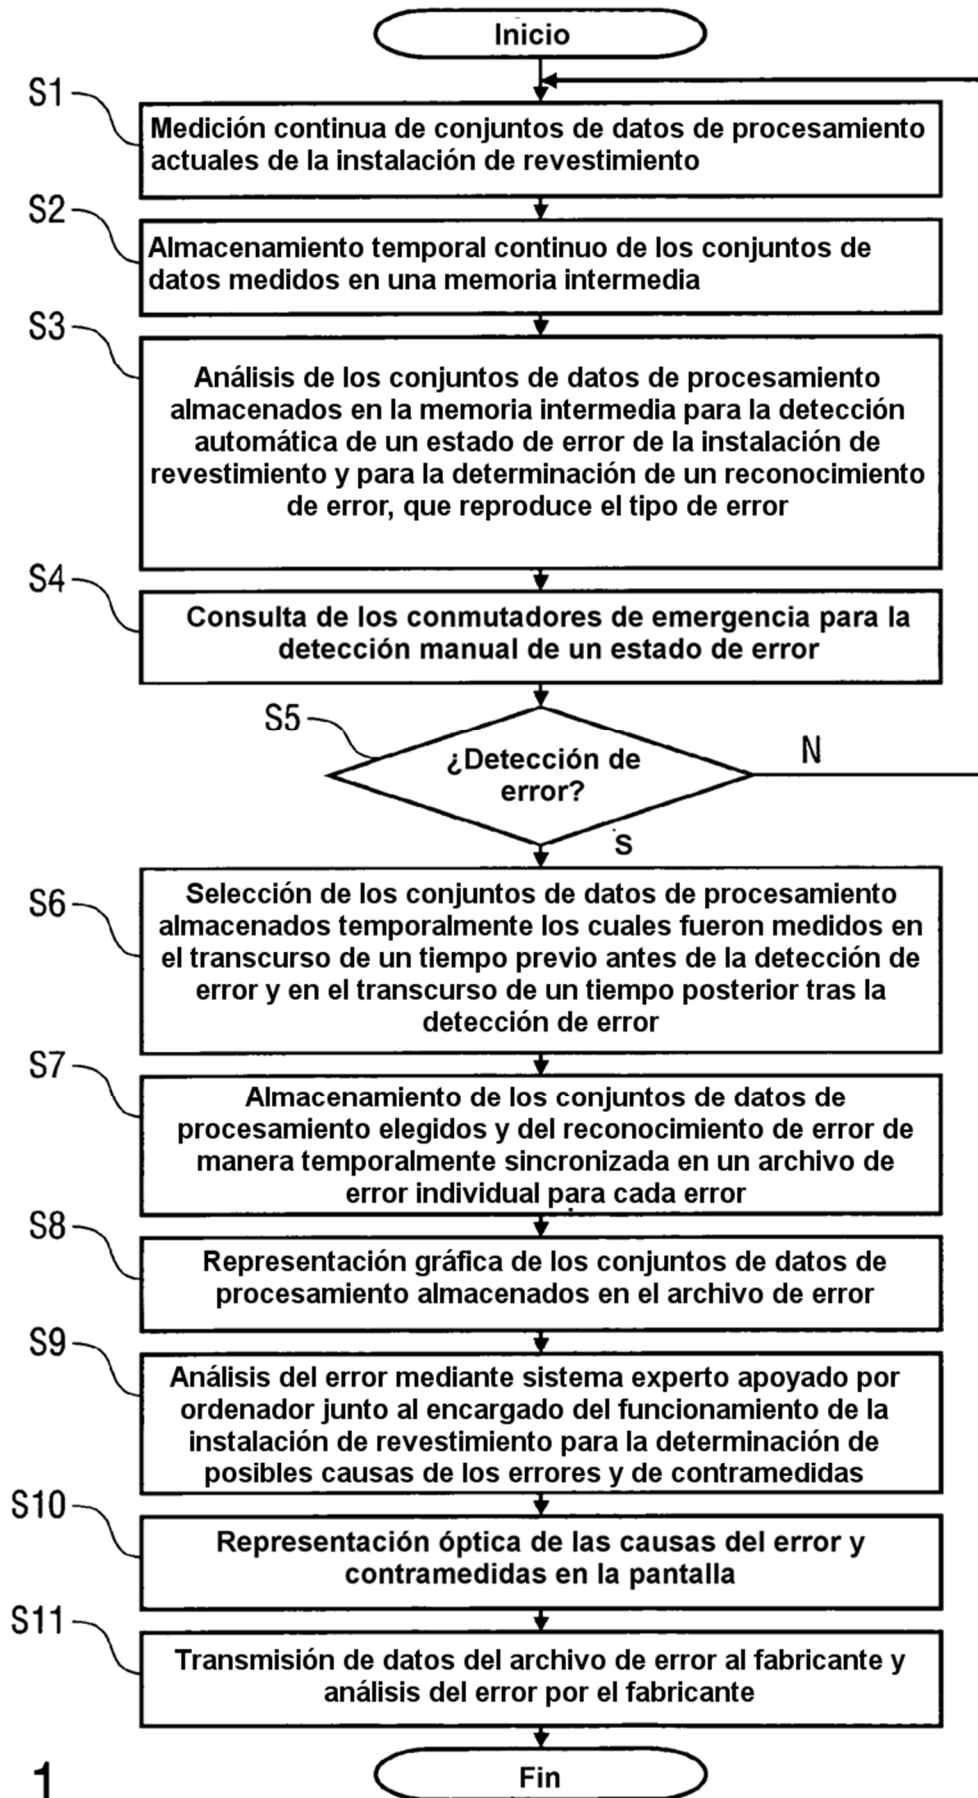 Inicio
S1
Medición continua de conjuntos de datos de procesamiento
actuales de la instalación de revestimiento
S2
Almacenamiento temporal continuo de los conjuntos de
datos medidos en una memoria intermedia
S3
Análisis de los conjuntos de datos de procesamiento
almacenados en la memoria intermedia para la detección
automática de un estado de error de la instalación de
revestimiento y para la determinación de un reconocimiento
de error, que reproduce el tipo de error
S4
Consulta de los conmutadores de emergencia para la
detección manual de un estado de error
S5
¿Detección de
error?
N
S
S6
Selección de los conjuntos de datos de procesamiento
almacenados temporalmente los cuales fueron medidos en
el transcurso de un tiempo previo antes de la detección de
error y en el transcurso de un tiempo posterior tras la
detección de error
S7
Almacenamiento de los conjuntos de datos de
procesamiento elegidos y del reconocimiento de error de
manera temporalmente sincronizada en un archivo de
error individual para cada error
S8
Representación gráfica de los conjuntos de datos de
procesamiento almacenados en el archivo de error
S9
Análisis del error mediante sistema experto apoyado por
ordenador junto al encargado del funcionamiento de la
instalación de revestimiento para la determinación de
posibles causas de los errores y de contramedidas
S10
Representación óptica de las causas del error y
contramedidas en la pantalla
S11
Transmisión de datos del archivo de error al fabricante y
análisis del error por el fabricante
Fin
1